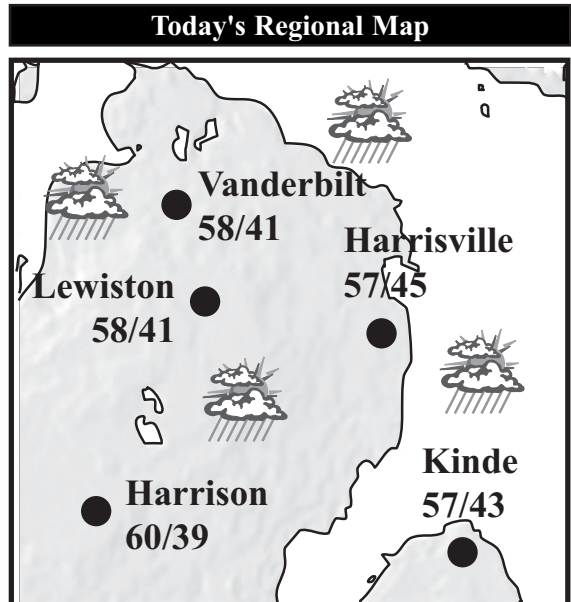 Today's Regional Map
Vanderbilt
58/41
Harrisville
57/45
Lewiston
58/41
Kinde
57/43
Harrison
60/39